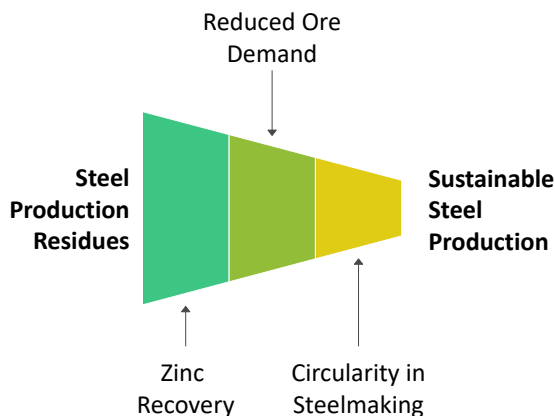 Reduced Ore
Demand
Steel
Production
Residues
Sustainable
Steel
Production
Zinc
Recovery
Circularity in
Steelmaking